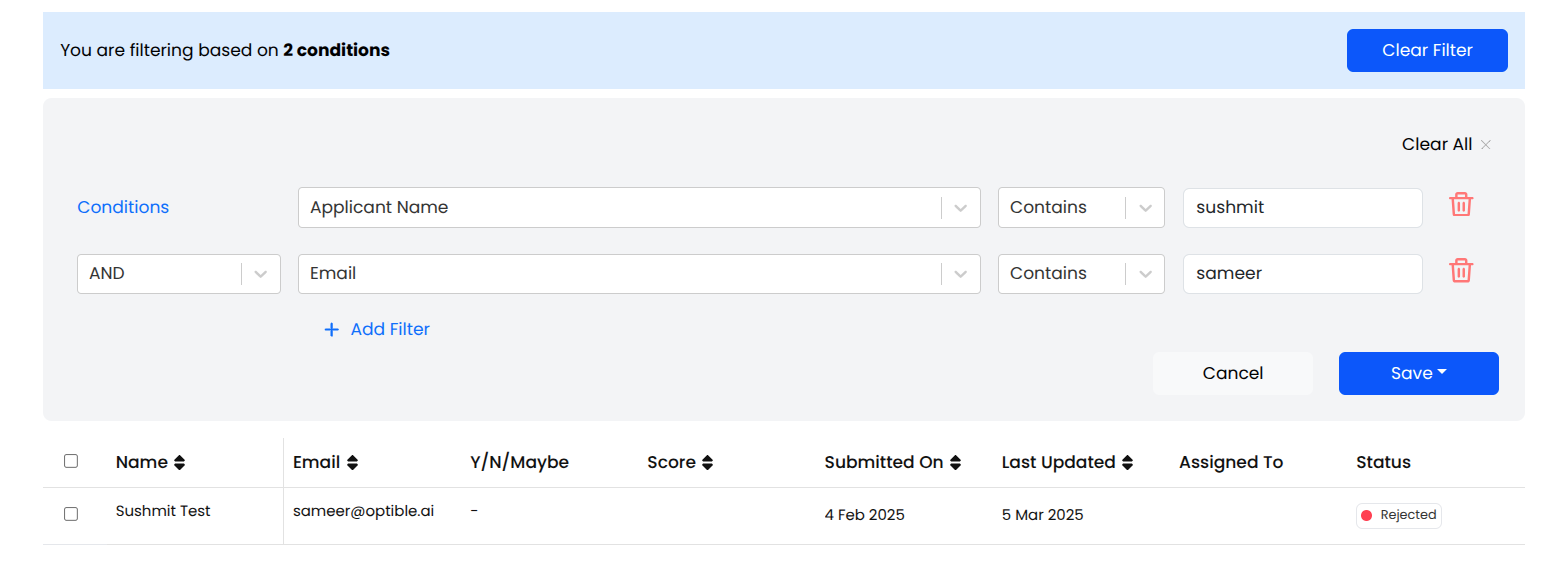 You are filtering based on 2 conditions Clear Filter
Clear All
Conditions Applicant Name Contains sushmit
AND Email Contains sameer
+ Add Filter
Cancel Save
Name Email Y/N/Maybe Score Submitted On Last Updated Assigned To Status
Sushmit Test sameer@optible.ai - 4 Feb 2025 5 Mar 2025 Rejected